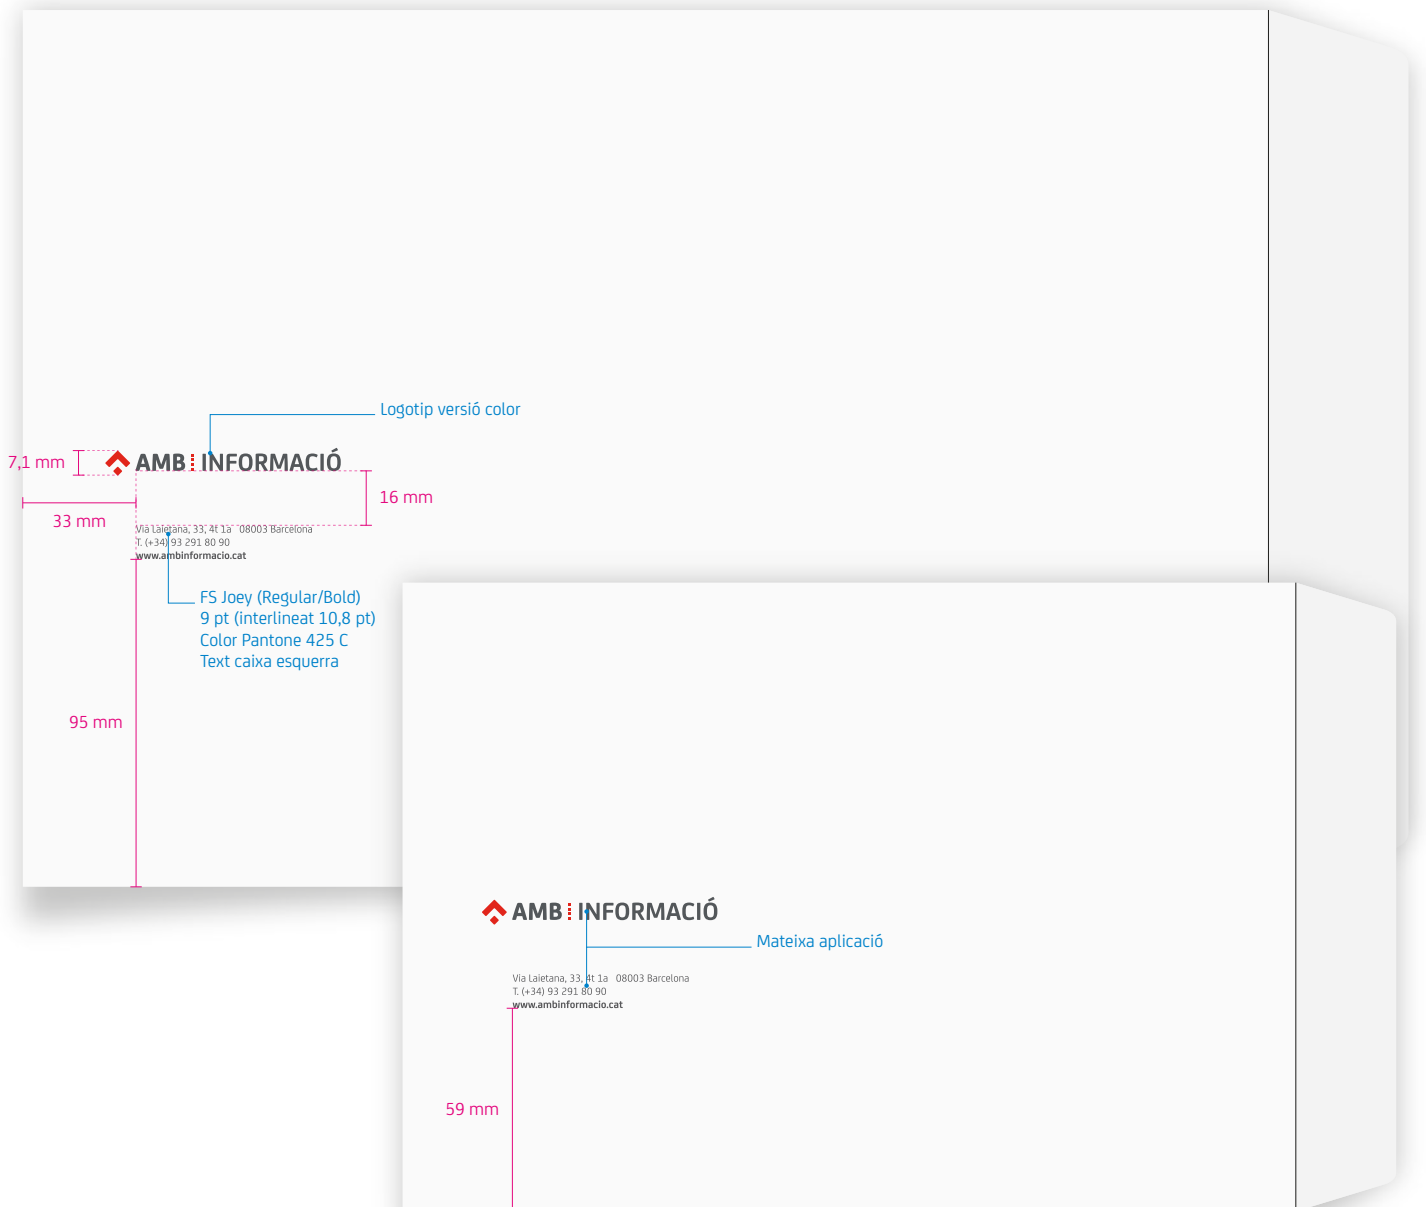 Logotip versió color
7,1 mm
AMB INFORMACIÓ
16 mm
33 mm
Via Laietana, 33, 4t 1a 08003 Barcelona
T. (+34) 93 291 80 90
www.ambinformacio.cat
FS Joey (Regular/Bold)
9 pt (interlineat 10,8 pt)
Color Pantone 425 C
Text caixa esquerra
95 mm
AMB INFORMACIÓ
Mateixa aplicació
Via Laietana, 33, 4t 1a 08003 Barcelona
T. (+34) 93 291 80 90
www.ambinformacio.cat
59 mm